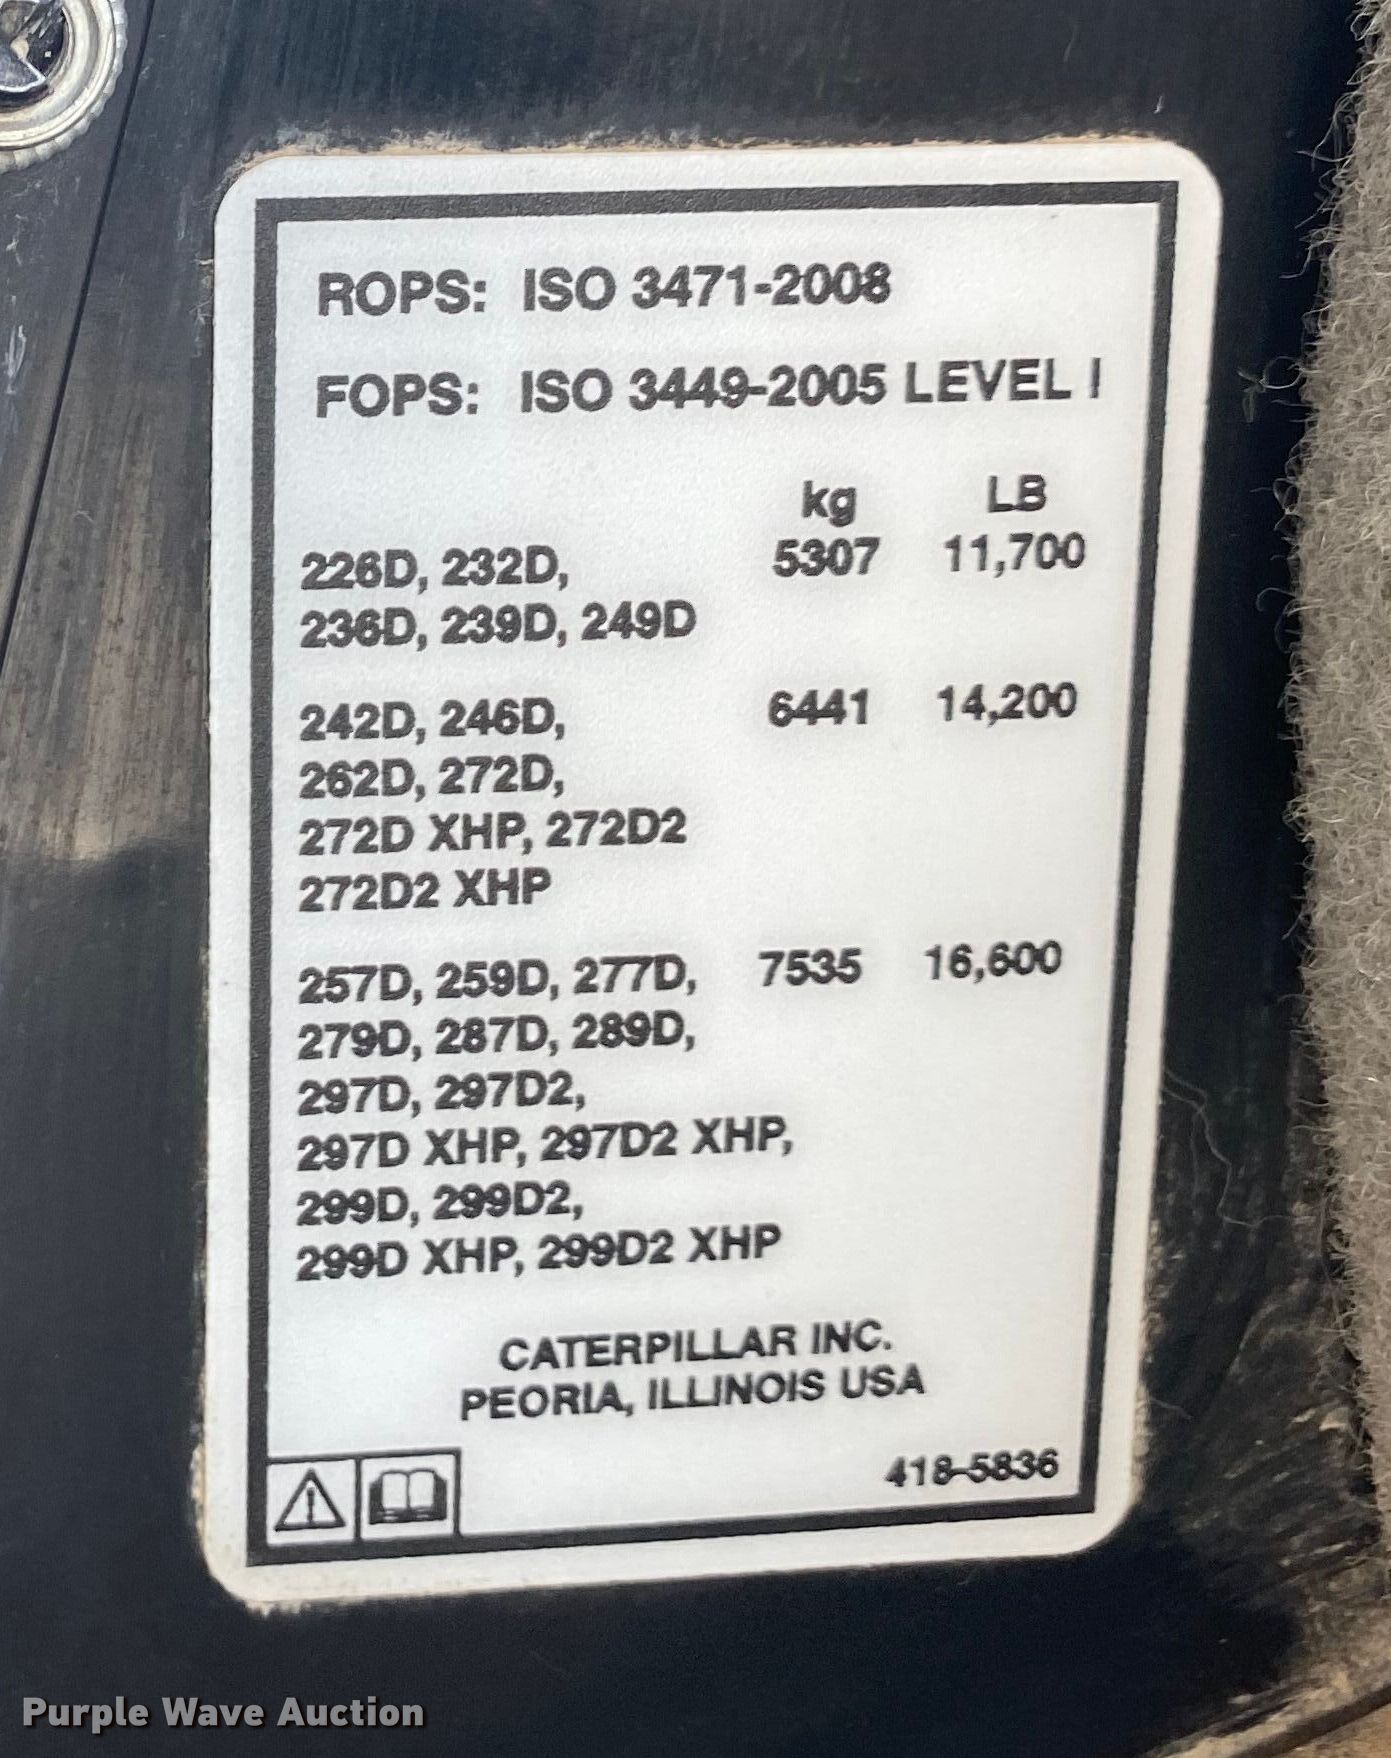 ROPS: ISO 3471-2008
FOPS: ISO 3449-2005 LEVEL I
kg LB
226D, 232D, 5307 11,700
236D, 239D, 249D
242D, 246D, 6441 14,200
262D, 272D,
272D XHP, 272D2
272D2 XHP
257D, 259D, 277D, 7535 16,600
279D, 287D, 289D,
297D, 297D2,
297D XHP, 297D2 XHP,
299D, 299D2,
299D XHP, 299D2 XHP
CATERPILLAR INC.
PEORIA, ILLINOIS USA
418-5836
Purple Wave Auction